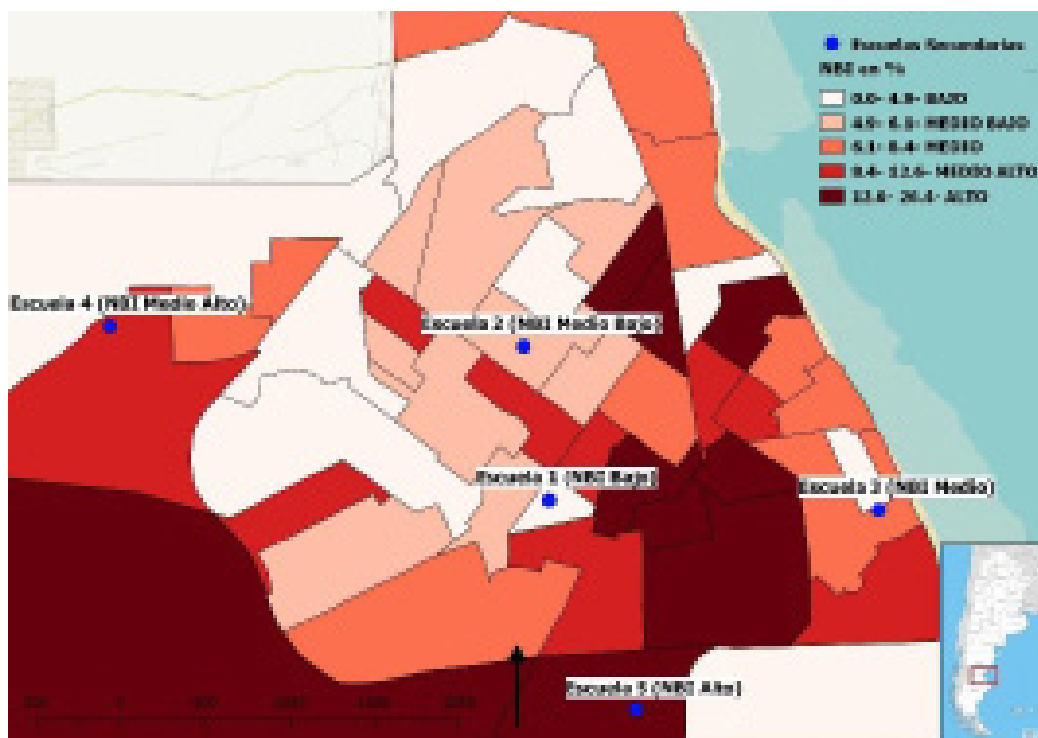 Escuelas Secundarias
NBI en %
BAJO
MEDIO BAJO
MEDIO
MEDIO ALTO
ALTO
Escuela 4 (NBI Medio Alto)
Escuela 2 (NBI Medio Bajo)
Escuela 1 (NBI Bajo)
Escuela 3 (NBI Medio)
Escuela 5 (NBI Alto)